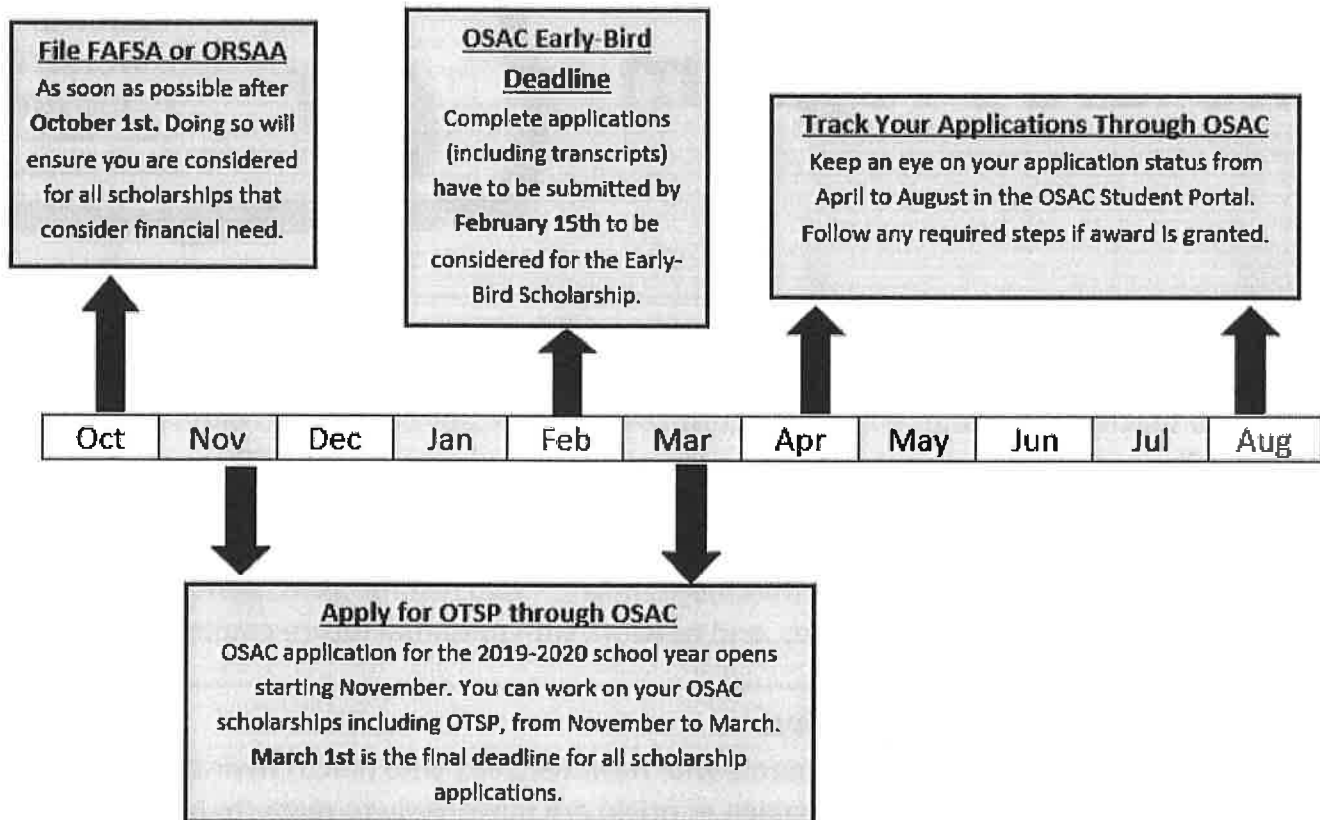 File FAFSA or ORSAA
As soon as possible after
October 1st. Doing so will
ensure you are considered
for all scholarships that
consider financial need.
OSAC Early-Bird
Deadline
Complete applications
(including transcripts)
have to be submitted by
February 15th to be
considered for the Early-
Bird Scholarship.
Track Your Applications Through OSAC
Keep an eye on your application status from
April to August in the OSAC Student Portal.
Follow any required steps if award is granted.
Oct Nov Dec Jan Feb Mar Apr May Jun Jul Aug
Apply for OTSP through OSAC
OSAC application for the 2019-2020 school year opens
starting November. You can work on your OSAC
scholarships including OTSP, from November to March.
March 1st is the final deadline for all scholarship
applications.